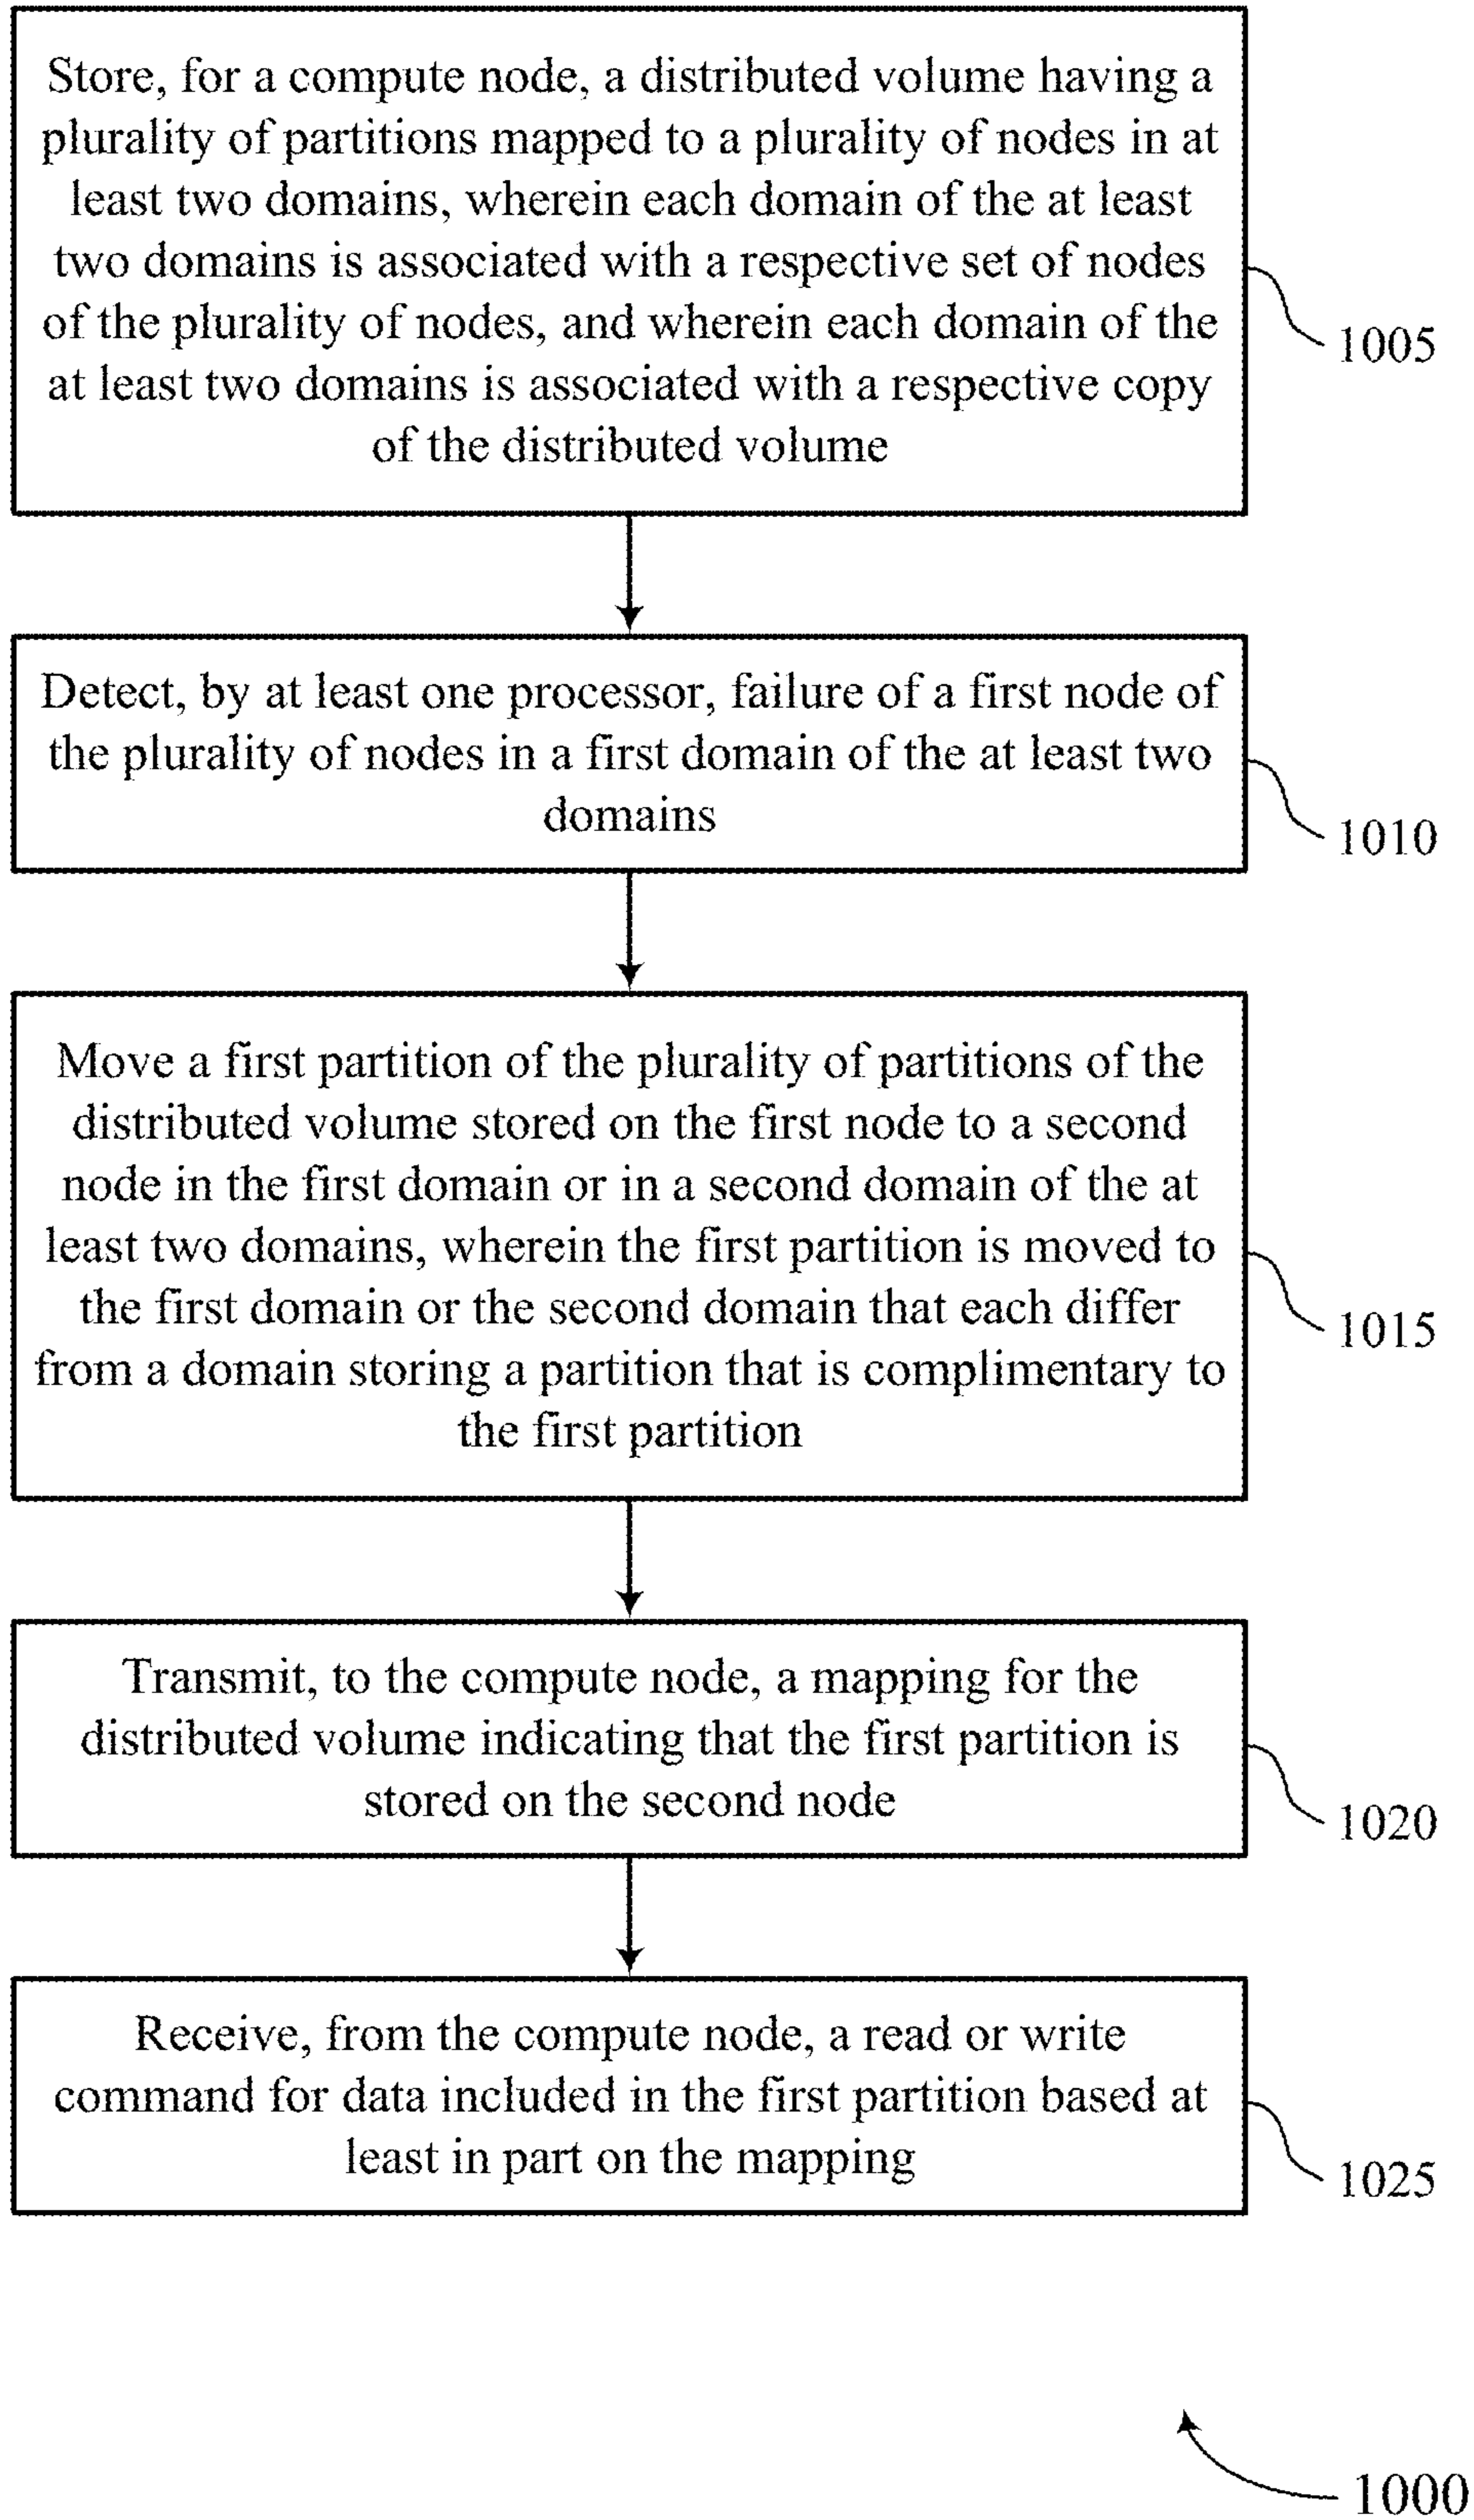 Store, for a compute node, a distributed volume having a
plurality of partitions mapped to a plurality of nodes in at
least two domains, wherein each domain of the at least
two domains is associated with a respective set of nodes
of the plurality of nodes, and wherein each domain of the
at least two domains is associated with a respective copy
of the distributed volume
1005
Detect, by at least one processor, failure of a first node of
the plurality of nodes in a first domain of the at least two
domains
1010
Move a first partition of the plurality of partitions of the
distributed volume stored on the first node to a second
node in the first domain or in a second domain of the at
least two domains, wherein the first partition is moved to
the first domain or the second domain that each differ
from a domain storing a partition that is complimentary to
the first partition
1015
Transmit, to the compute node, a mapping for the
distributed volume indicating that the first partition is
stored on the second node
1020
Receive, from the compute node, a read or write
command for data included in the first partition based at
least in part on the mapping
1025
1000